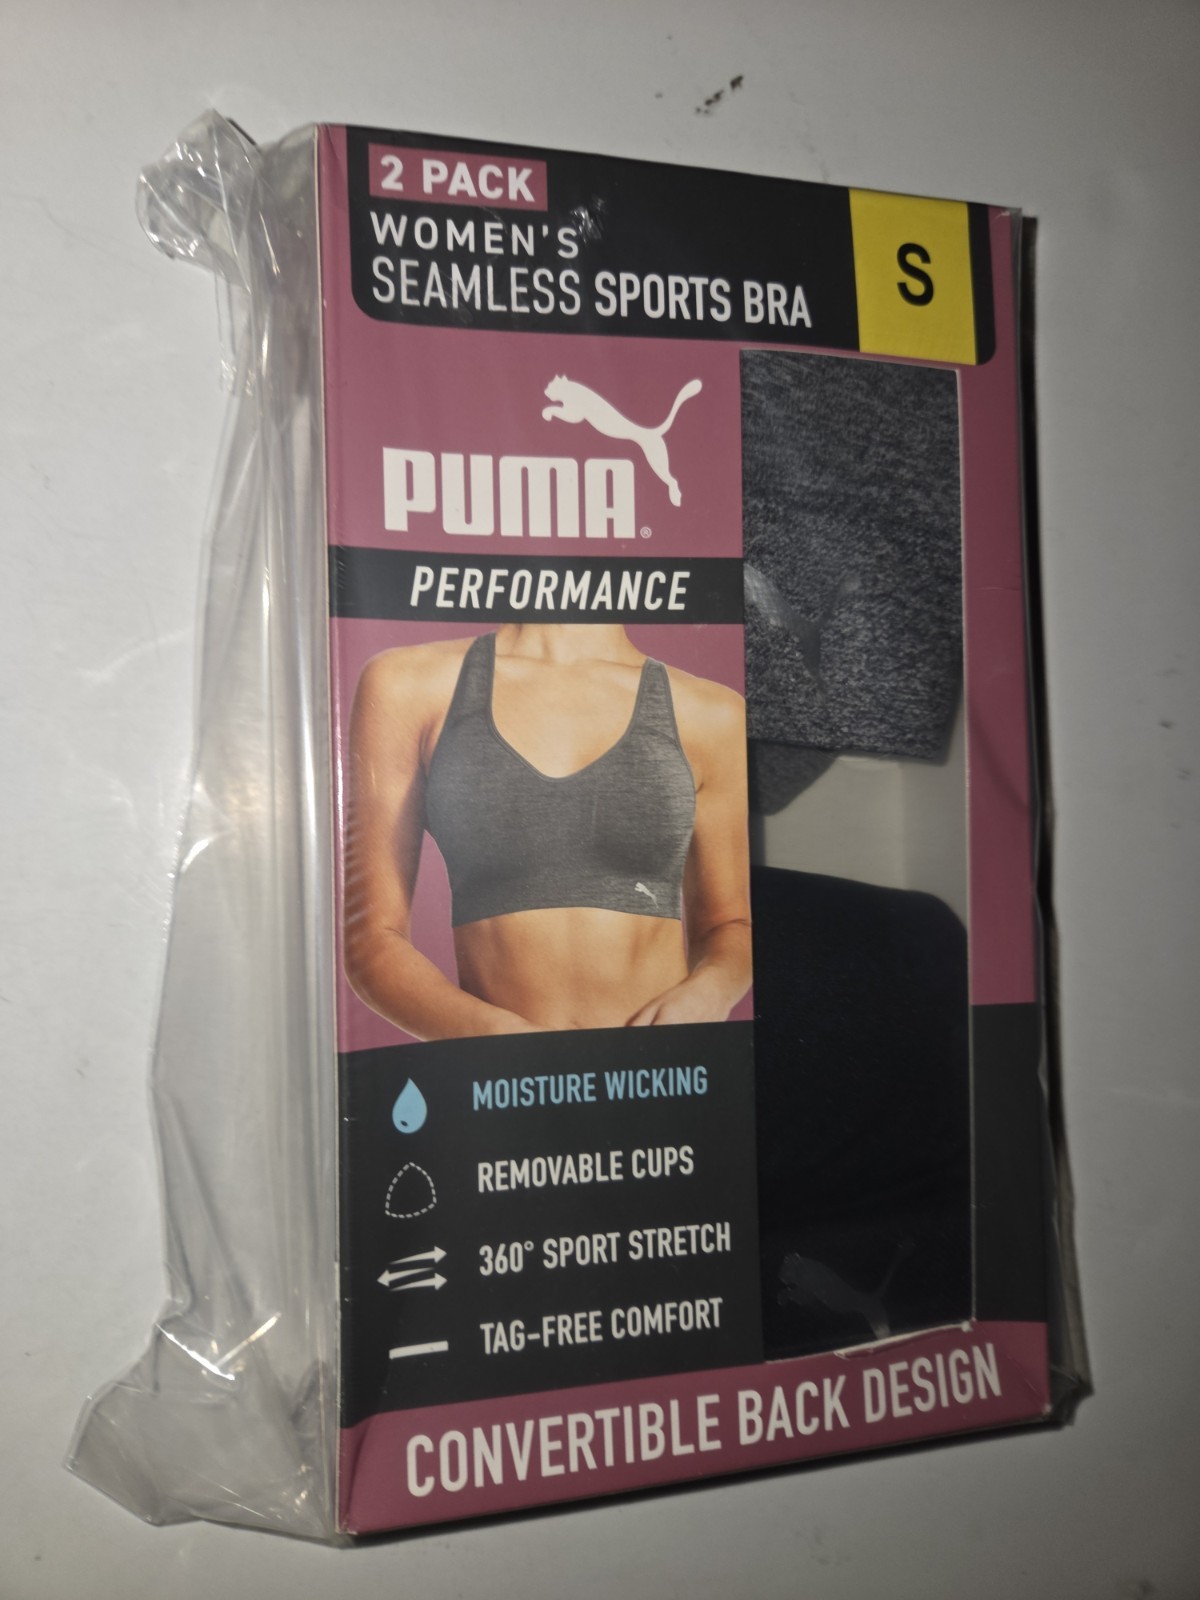 2 PACK
WOMEN'S
SEAMLESS SPORTS BRA
S
PUMA®
PERFORMANCE
MOISTURE WICKING
REMOVABLE CUPS
360° SPORT STRETCH
TAG-FREE COMFORT
CONVERTIBLE BACK DESIGN